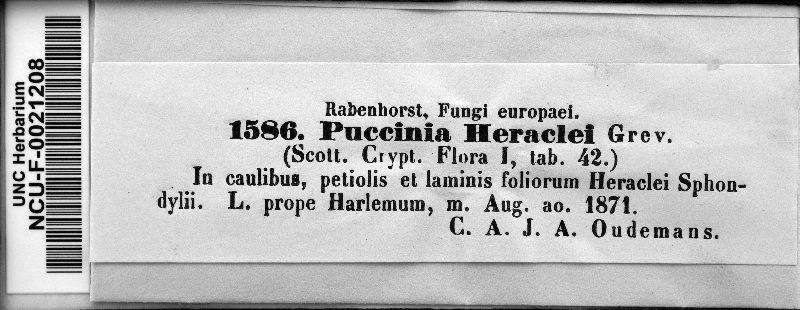 UNC Herbarium
NCU-F-0021208
Rabenhorst, Fungi europaei.
1586. Puccinia Heraclei Grev.
(Scott. Crypt. Flora I, tab. 42.)
In caulibus, petiolis et laminis foliorum Heraclei Sphon-
dylii. L. prope Harlemum, m. Aug. ao. 1871.
C. A. J. A. Oudemans.